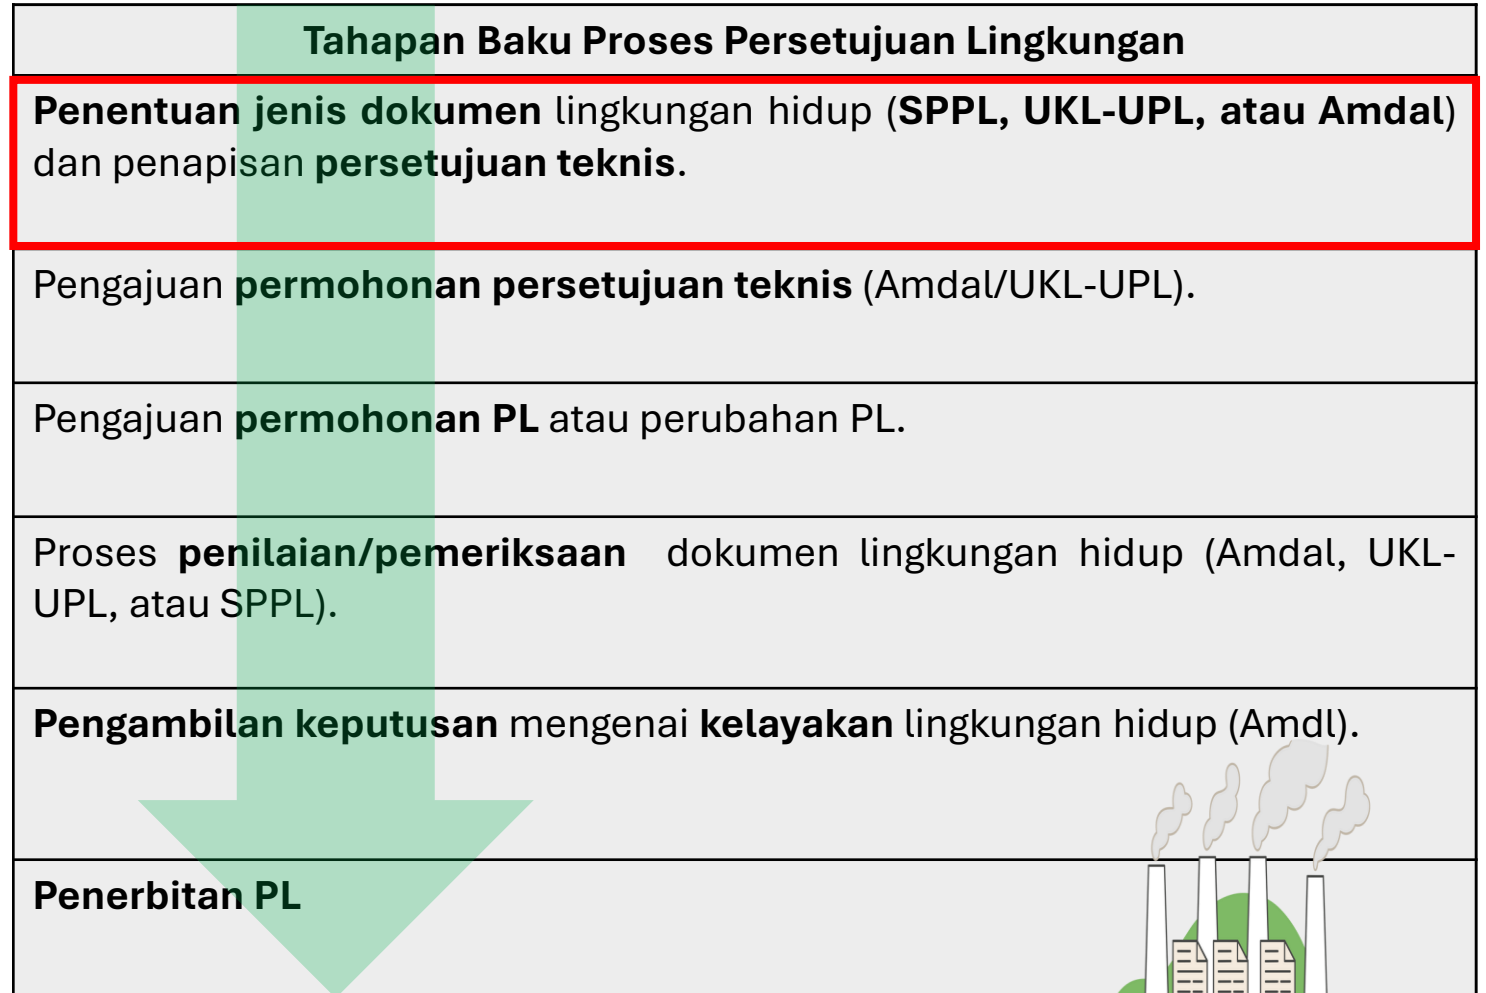 Tahapan Baku Proses Persetujuan Lingkungan
Penentuan jenis dokumen lingkungan hidup (SPPL, UKL-UPL, atau Amdal)
dan penapisan persetujuan teknis.
Pengajuan permohonan persetujuan teknis (Amdal/UKL-UPL).
Pengajuan permohonan PL atau perubahan PL.
Proses penilaian/pemeriksaan dokumen lingkungan hidup (Amdal, UKL-
UPL, atau SPPL).
Pengambilan keputusan mengenai kelayakan lingkungan hidup (Amdl).
Penerbitan PL